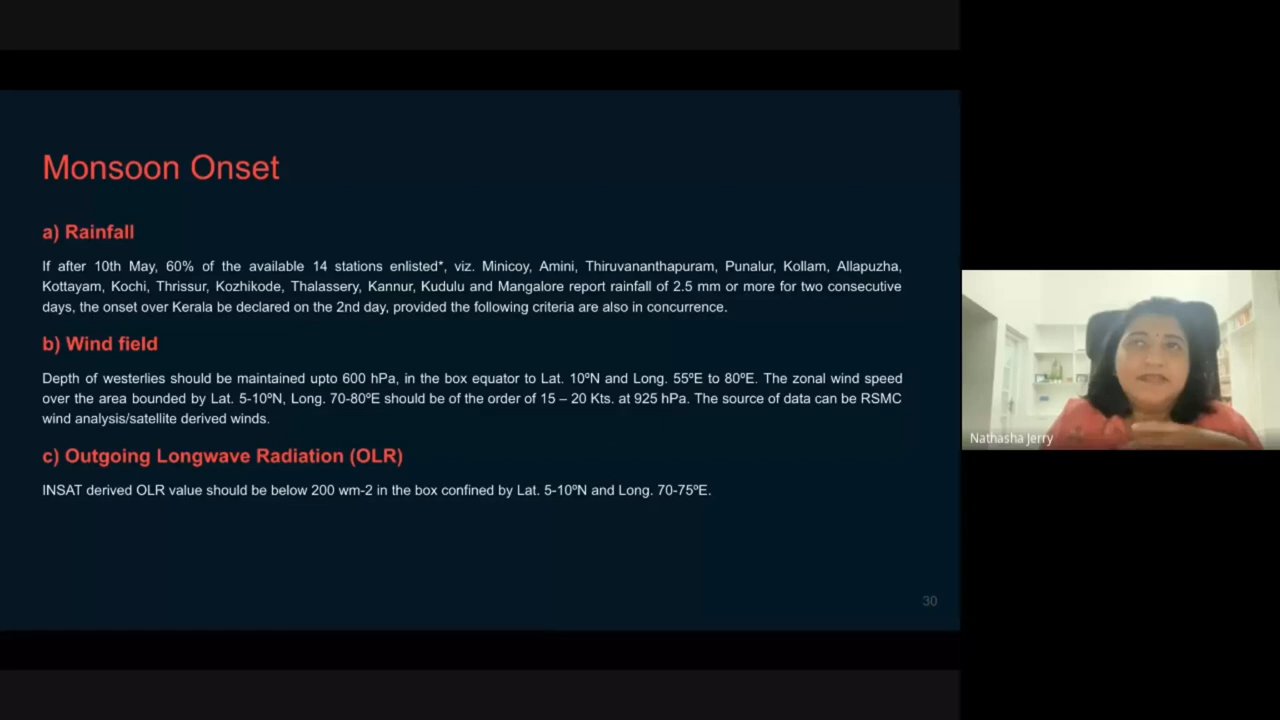 Monsoon Onset
a) Rainfall
If after 10th May, 60% of the available 14 stations enlisted*, viz. Minicoy, Amini, Thiruvananthapuram, Punalur, Kollam, Allapuzha,
Kottayam, Kochi, Thrissur, Kozhikode, Thalassery, Kannur, Kudulu and Mangalore report rainfall of 2.5 mm or more for two consecutive
days, the onset over Kerala be declared on the 2nd day, provided the following criteria are also in concurrence.
b) Wind field
Depth of westerlies should be maintained upto 600 hPa, in the box equator to Lat. 10ºN and Long. 55ºE to 80ºE. The zonal wind speed
over the area bounded by Lat. 5-10ºN, Long. 70-80ºE should be of the order of 15 – 20 Kts. at 925 hPa. The source of data can be RSMC
wind analysis/satellite derived winds.
c) Outgoing Longwave Radiation (OLR)
INSAT derived OLR value should be below 200 wm-2 in the box confined by Lat. 5-10ºN and Long. 70-75ºE.
30
Nathasha Jerry